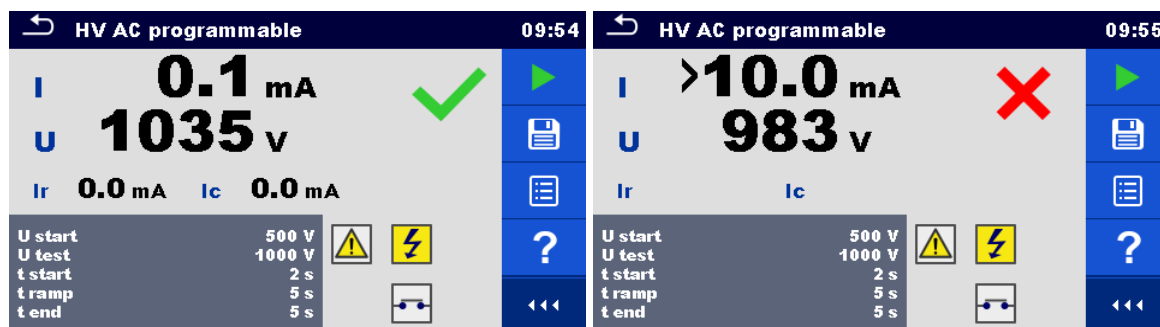 HV AC programmable 09:54
I 0.1 mA
U 1035 V
Ir 0.0 mA Ic 0.0 mA
U start 500 V
U test 1000 V
t start 2 s
t ramp 5 s
t end 5 s
?
HV AC programmable 09:55
I >10.0 mA
U 983 V
Ir Ic
U start 500 V
U test 1000 V
t start 2 s
t ramp 5 s
t end 5 s
?